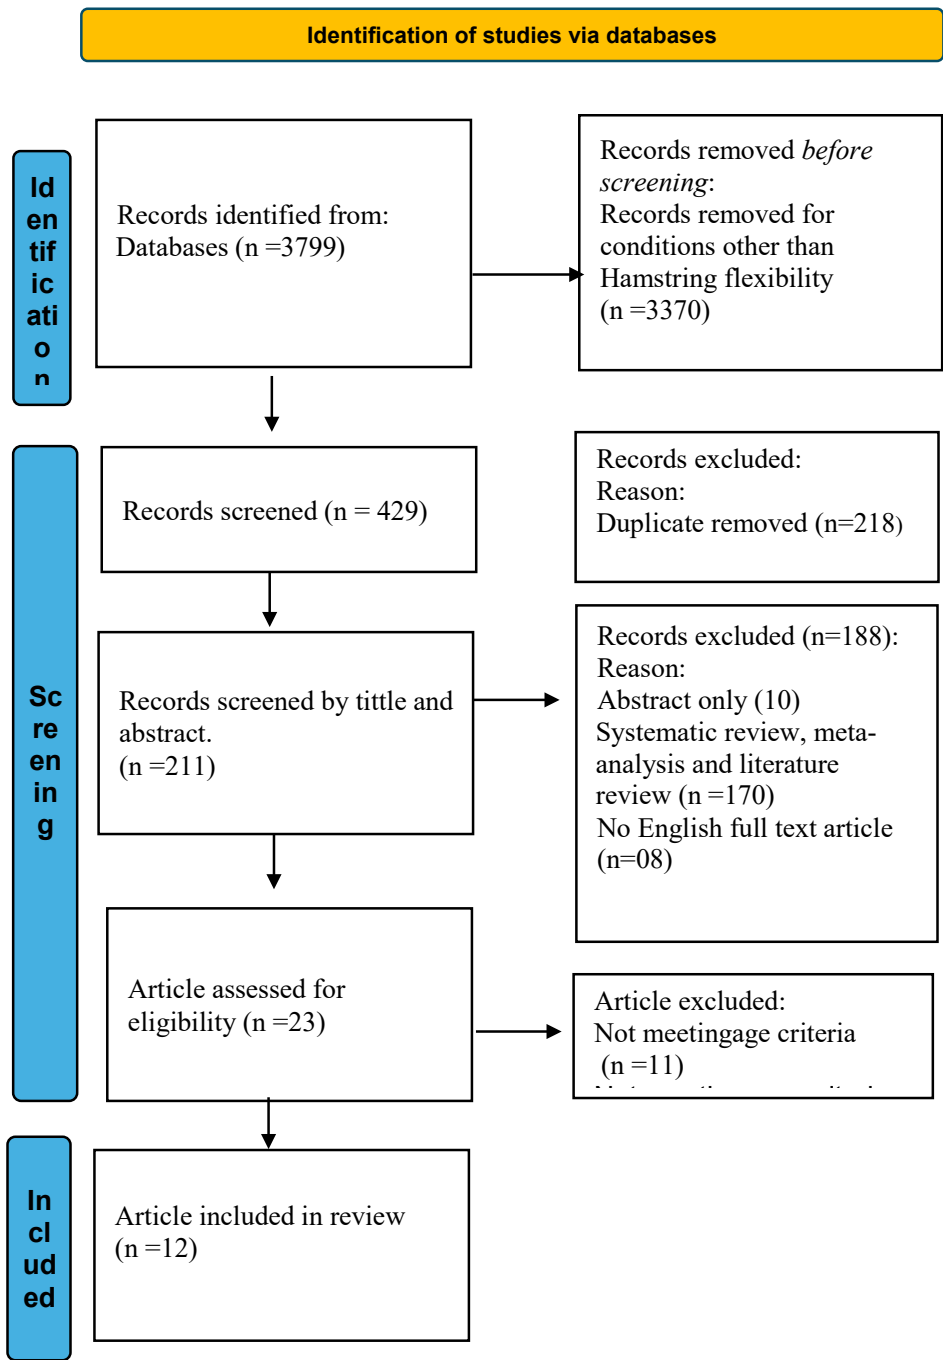 Identification of studies via databases
Id
en
tif
ic
ati
o
n
Records identified from:
Databases (n =3799)
Records removed before
screening:
Records removed for
conditions other than
Hamstring flexibility
(n =3370)
Sc
re
en
in
g
Records screened (n = 429)
Records excluded:
Reason:
Duplicate removed (n=218)
Records screened by tittle and
abstract.
(n =211)
Records excluded (n=188):
Reason:
Abstract only (10)
Systematic review, meta-
analysis and literature
review (n =170)
No English full text article
(n=08)
Article assessed for
eligibility (n =23)
Article excluded:
Not meetingage criteria
(n =11)
In
cl
ud
ed
Article included in review
(n =12)